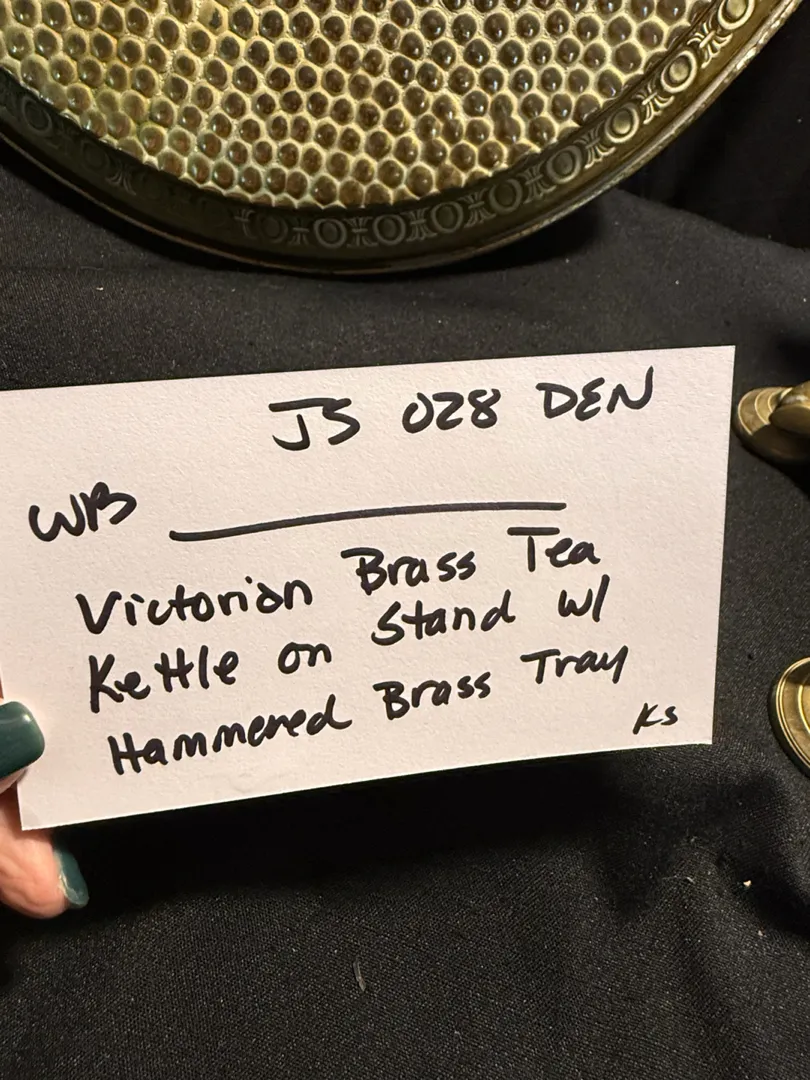 JS 028 DEN
WB
Victorian Brass Tea
Kettle on Stand w/
Hammered Brass Tray
KS